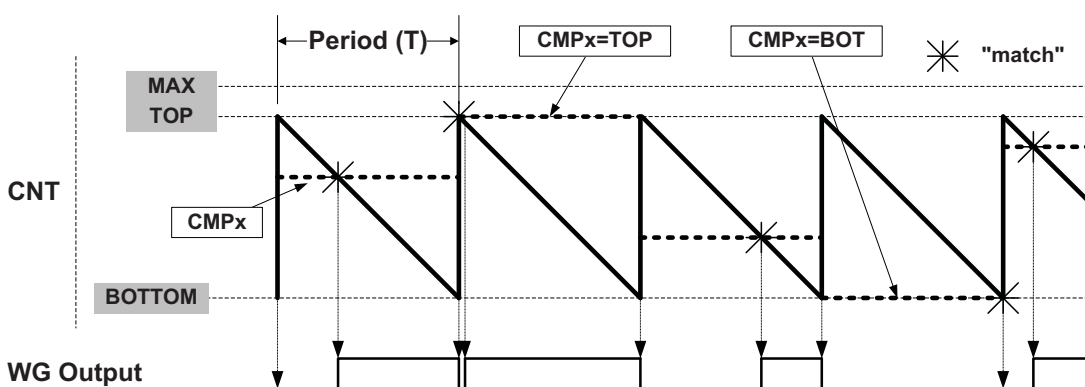 Period (T)
CMPx=TOP
CMPx=BOT
"match"
MAX
TOP
CNT
CMPx
BOTTOM
WG Output